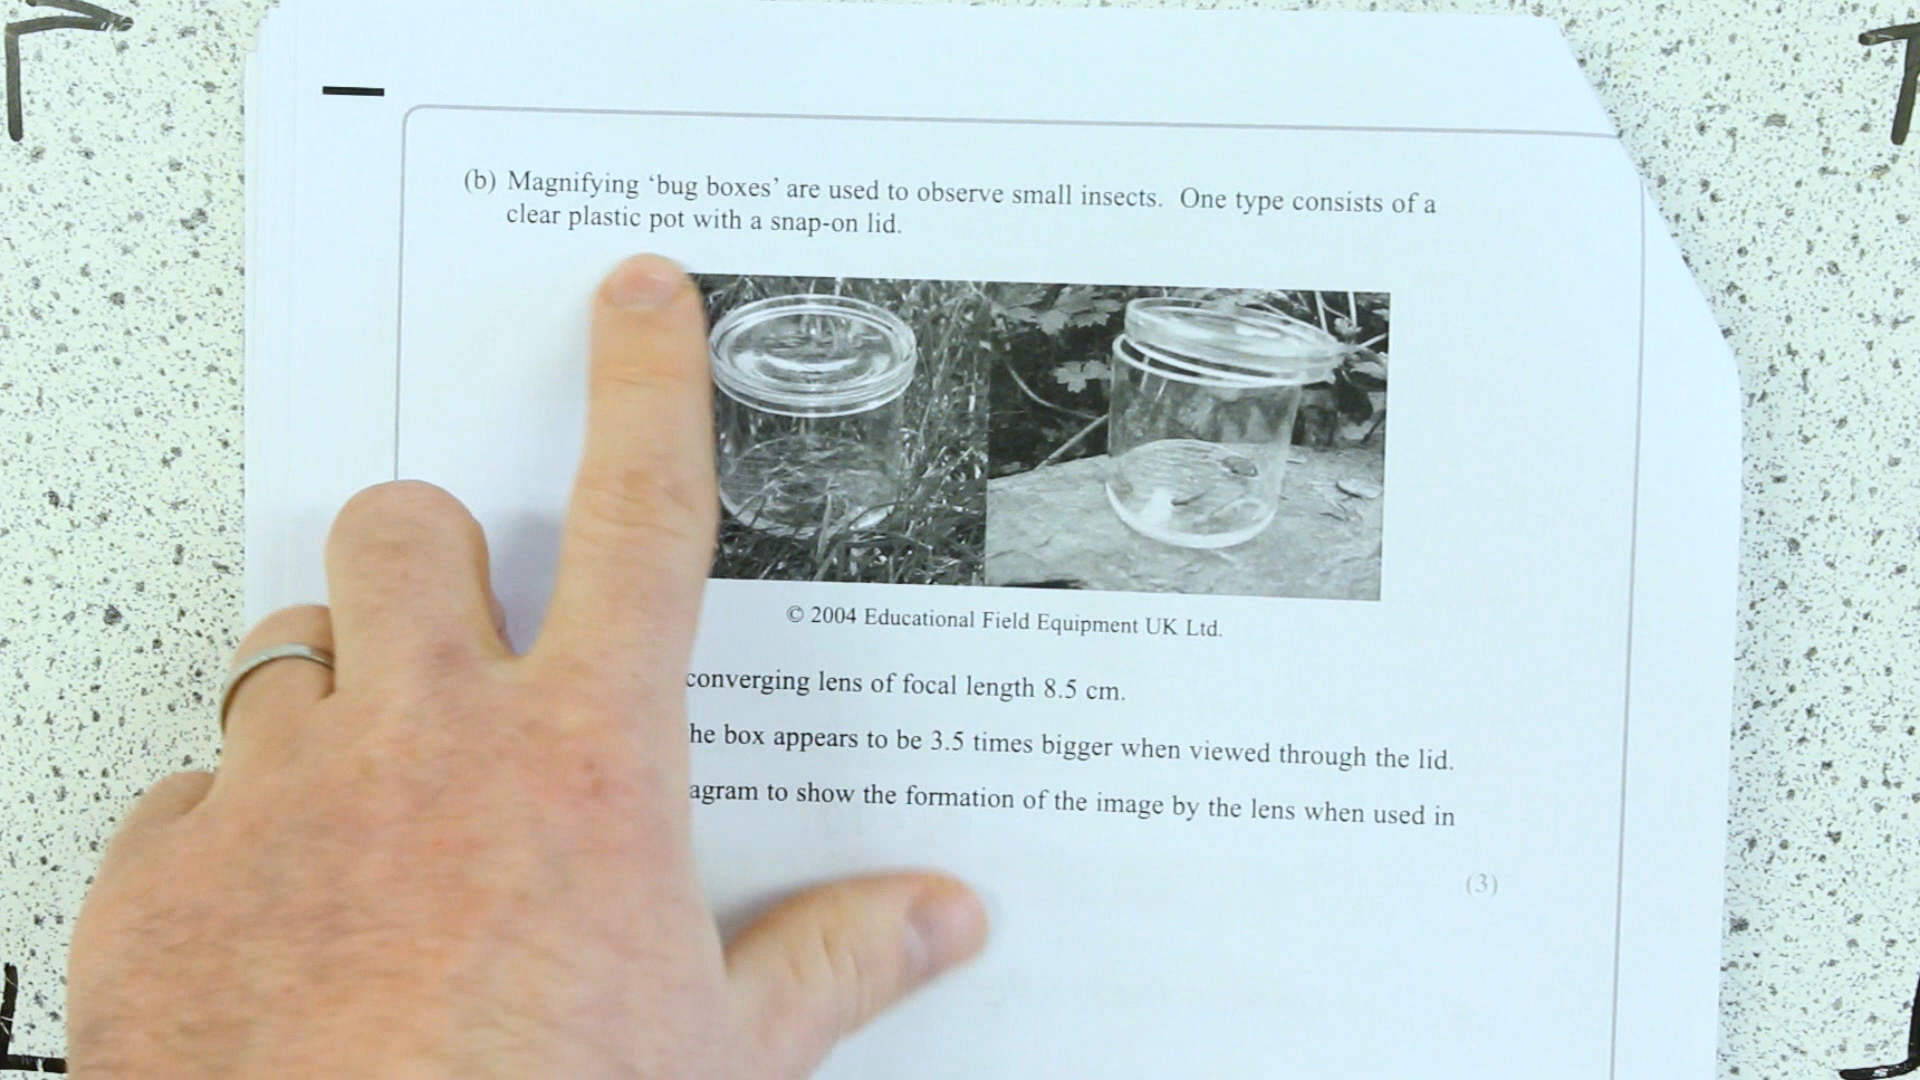 (b) Magnifying ‘bug boxes’ are used to observe small insects. One type consists of a
clear plastic pot with a snap-on lid.
© 2004 Educational Field Equipment UK Ltd.
converging lens of focal length 8.5 cm.
box appears to be 3.5 times bigger when viewed through the lid.
to show the formation of the image by the lens when used in
(3)